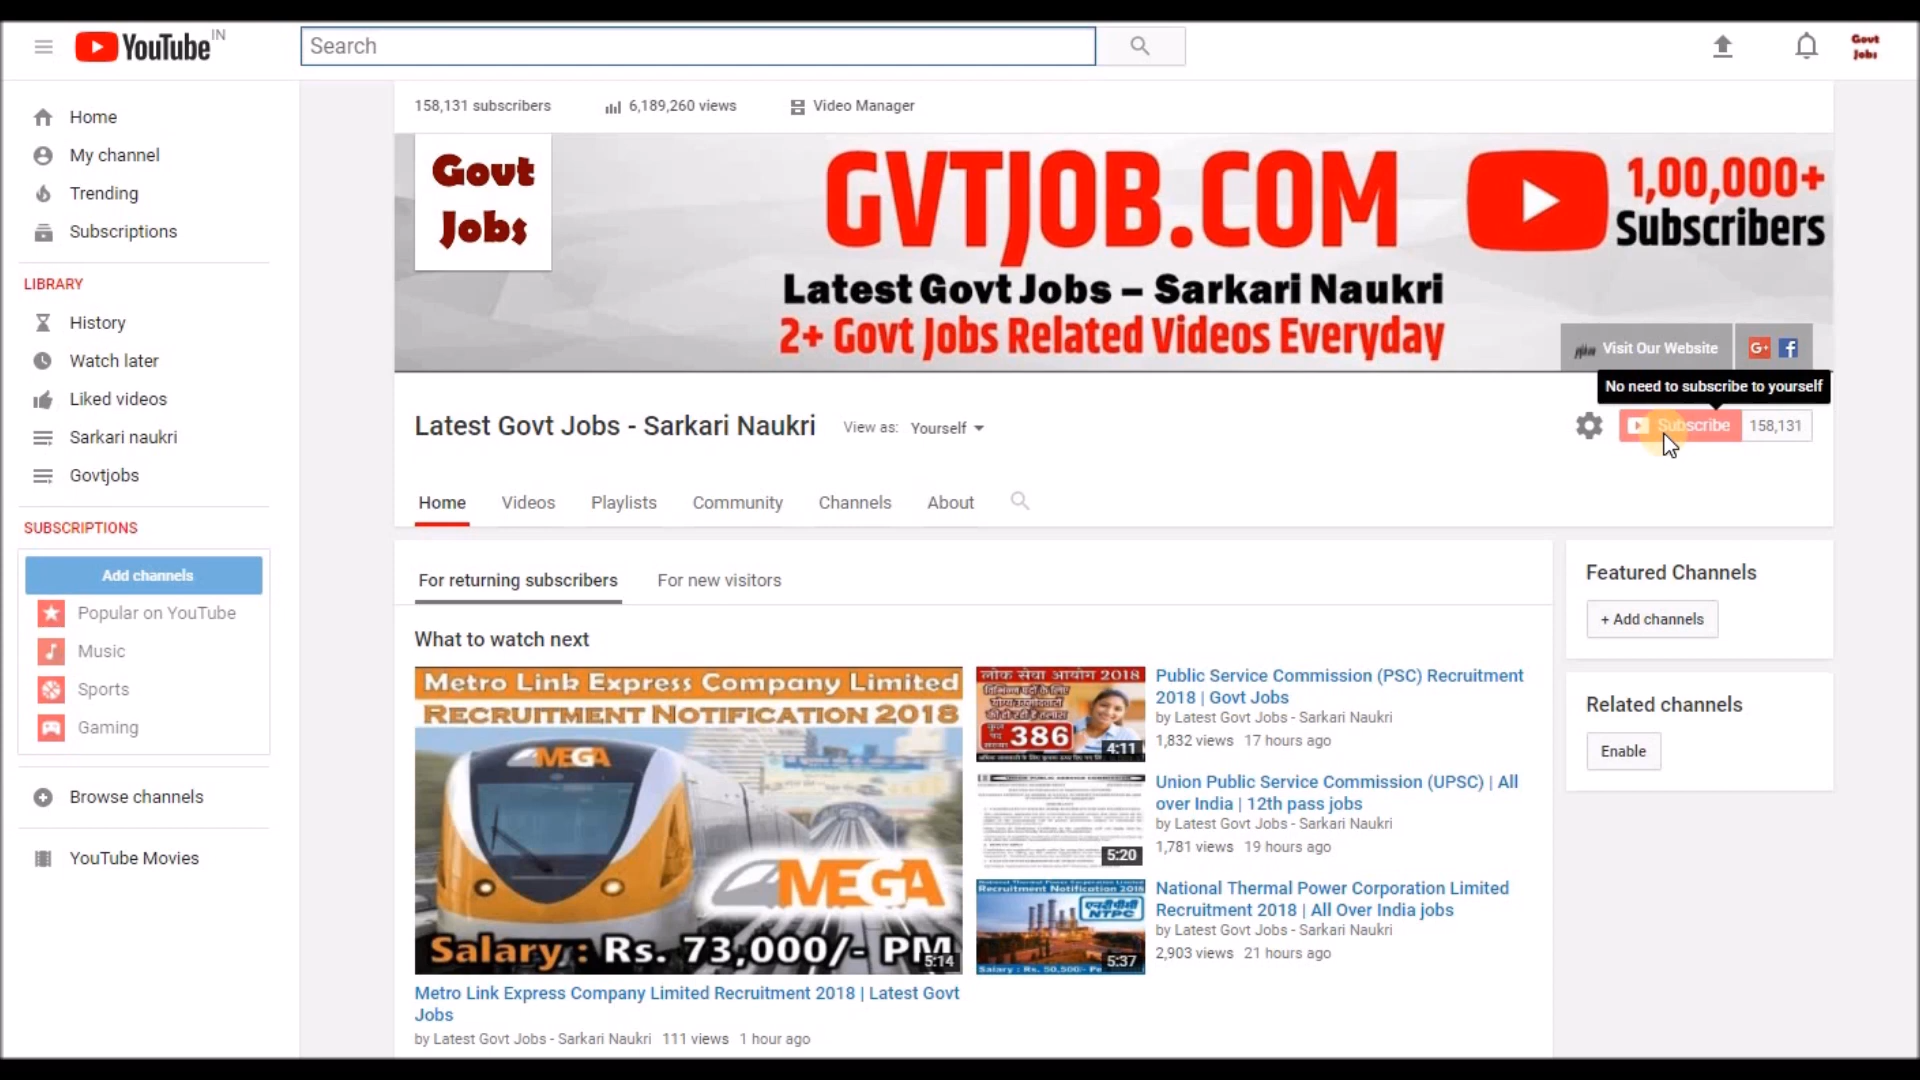 YouTube IN
Search
Govt
Jobs
Home
My channel
Trending
Subscriptions
LIBRARY
History
Watch later
Liked videos
Sarkari naukri
Govtjobs
SUBSCRIPTIONS
Add channels
Popular on YouTube
Music
Sports
Gaming
Browse channels
YouTube Movies
158,131 subscribers
6,189,260 views
Video Manager
Govt
Jobs
GVTJOB.COM
Latest Govt Jobs – Sarkari Naukri
2+ Govt Jobs Related Videos Everyday
1,00,000+
Subscribers
Visit Our Website
G+ f
No need to subscribe to yourself
Latest Govt Jobs - Sarkari Naukri
View as: Yourself
Subscribe
158,131
Home
Videos
Playlists
Community
Channels
About
For returning subscribers
For new visitors
What to watch next
Metro Link Express Company Limited
RECRUITMENT NOTIFICATION 2018
MEGA
MEGA
Salary : Rs. 73,000/- PM
5:14
Metro Link Express Company Limited Recruitment 2018 | Latest Govt
Jobs
by Latest Govt Jobs - Sarkari Naukri 111 views 1 hour ago
लोक सेवा आयोग 2018
386
4:11
Public Service Commission (PSC) Recruitment
2018 | Govt Jobs
by Latest Govt Jobs - Sarkari Naukri
1,832 views 17 hours ago
5:20
Union Public Service Commission (UPSC) | All
over India | 12th pass jobs
by Latest Govt Jobs - Sarkari Naukri
1,781 views 19 hours ago
National Thermal Power Corporation Limited
Recruitment Notification 2018
एनटीपीसी
NTPC
Salary : Rs. 50,500/-
5:37
National Thermal Power Corporation Limited
Recruitment 2018 | All Over India jobs
by Latest Govt Jobs - Sarkari Naukri
2,903 views 21 hours ago
Featured Channels
+ Add channels
Related channels
Enable